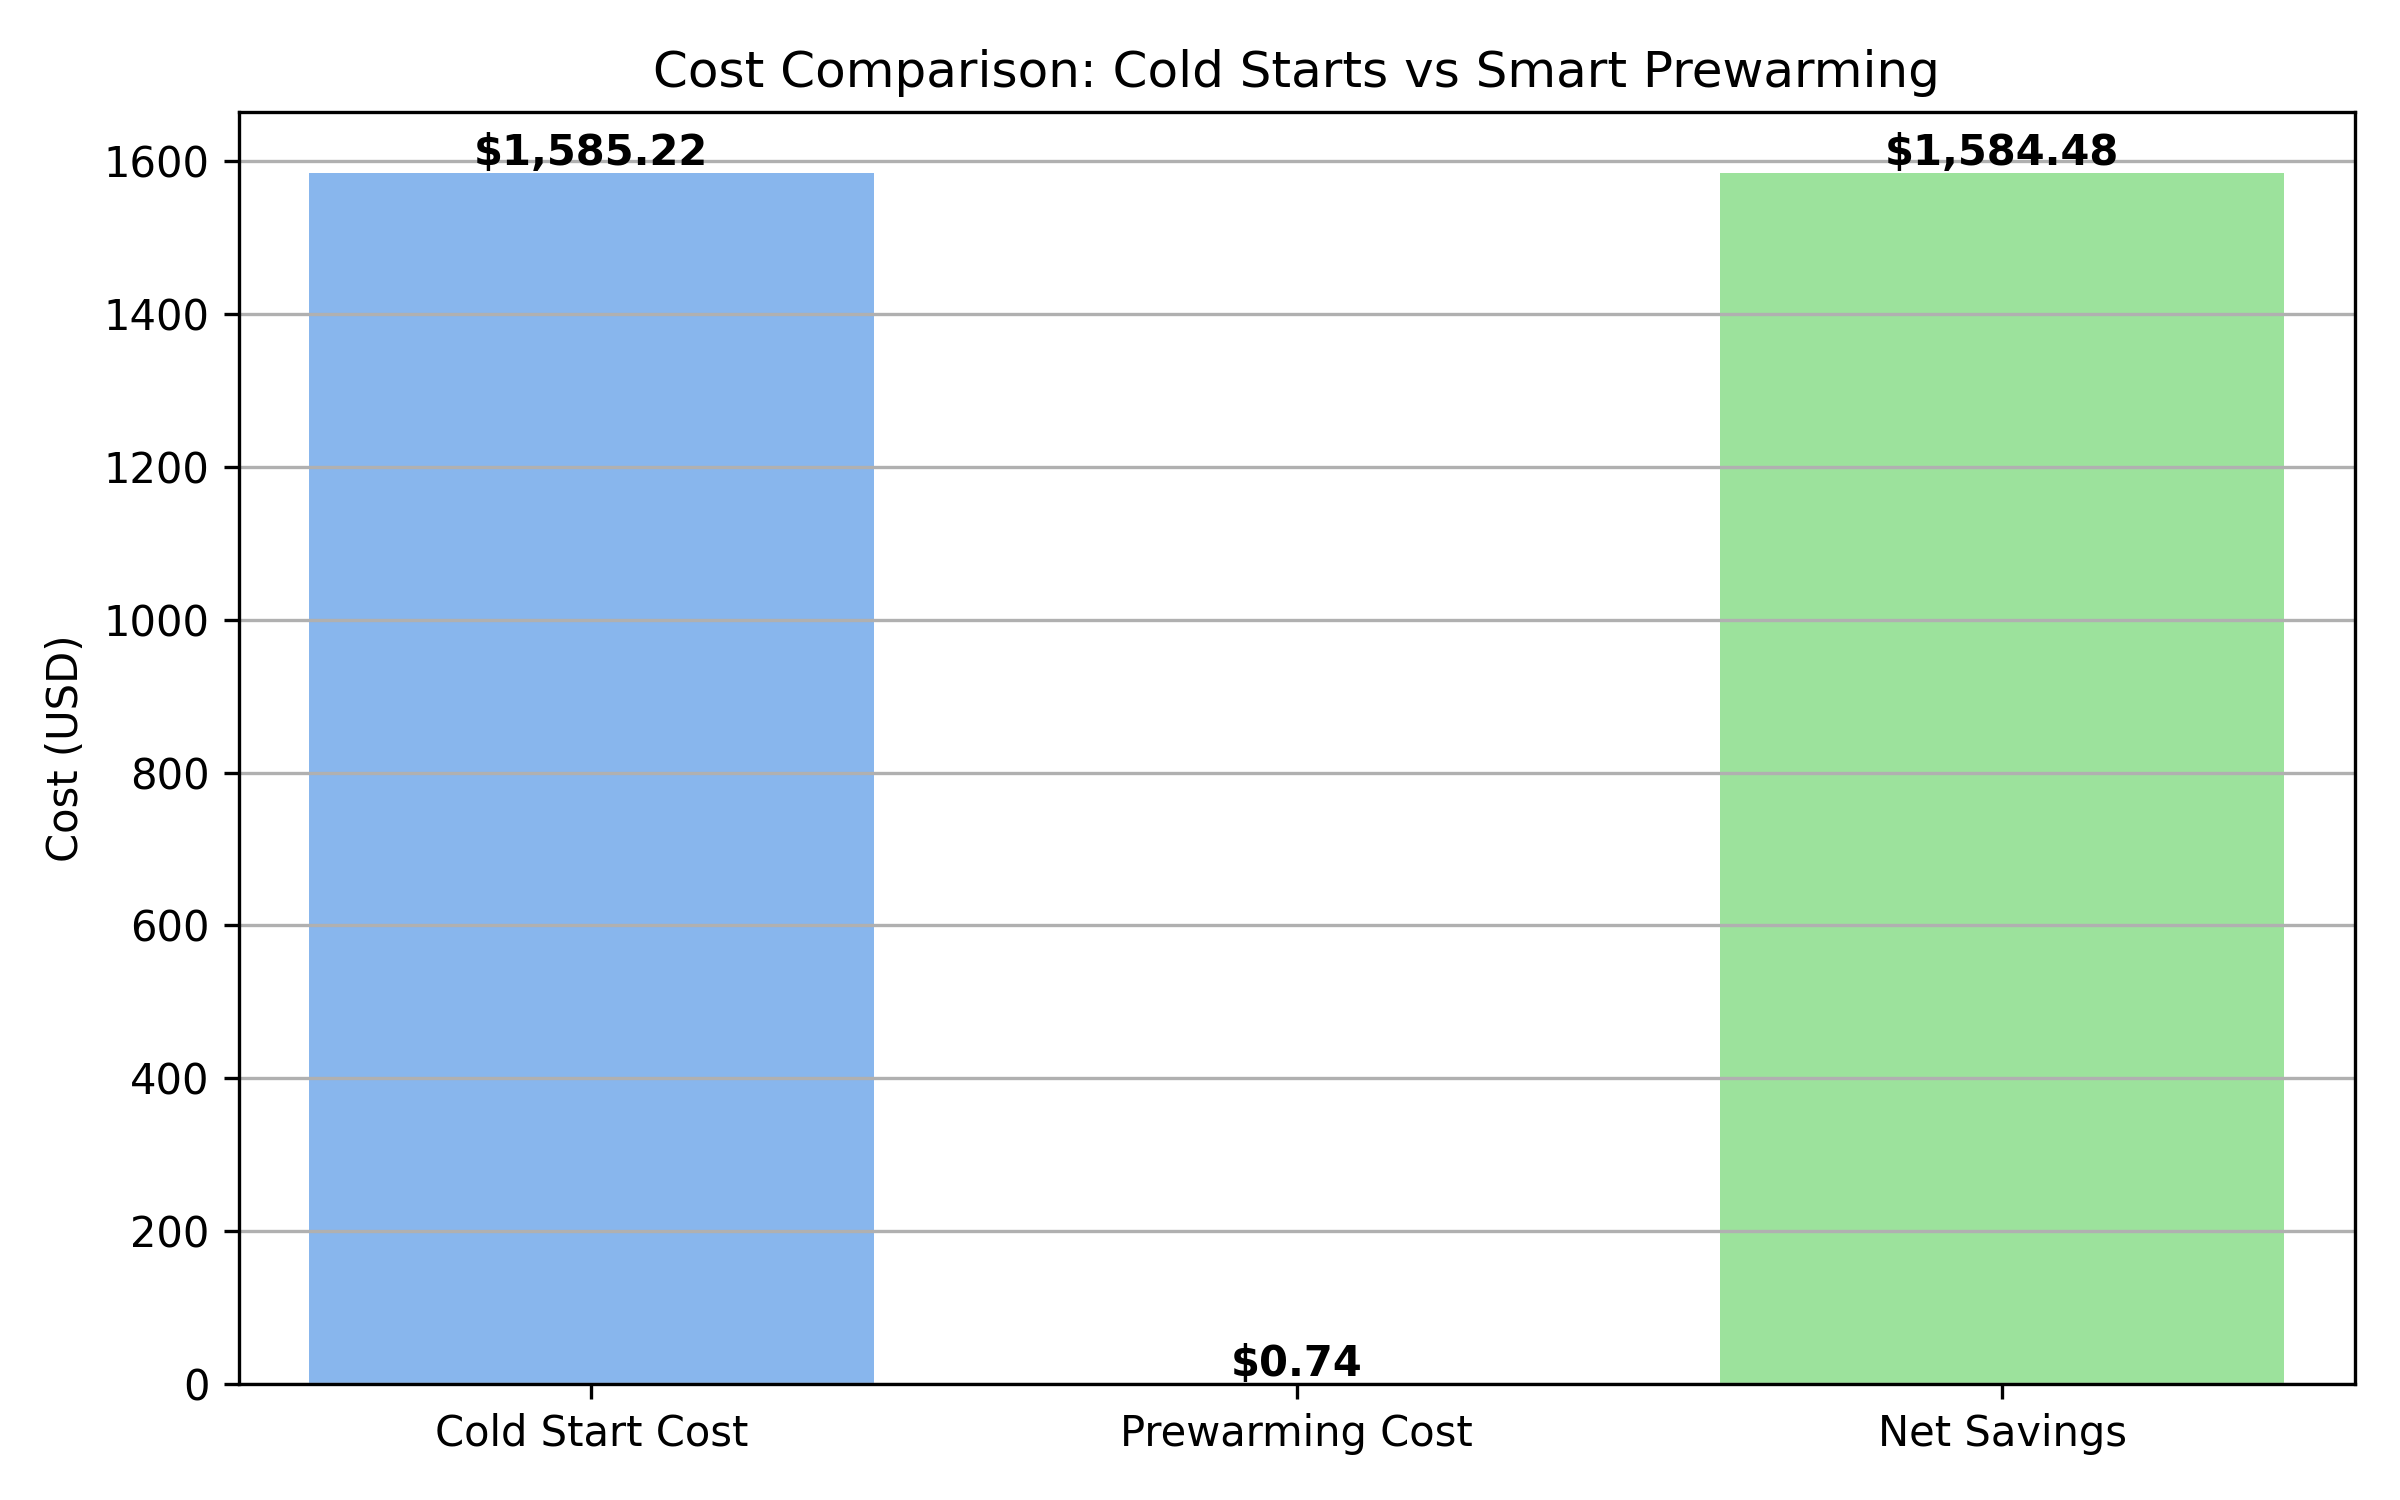 Cost Comparison: Cold Starts vs Smart Prewarming
Cost (USD)
1600
1400
1200
1000
800
600
400
200
0
$1,585.22
$0.74
$1,584.48
Cold Start Cost
Prewarming Cost
Net Savings